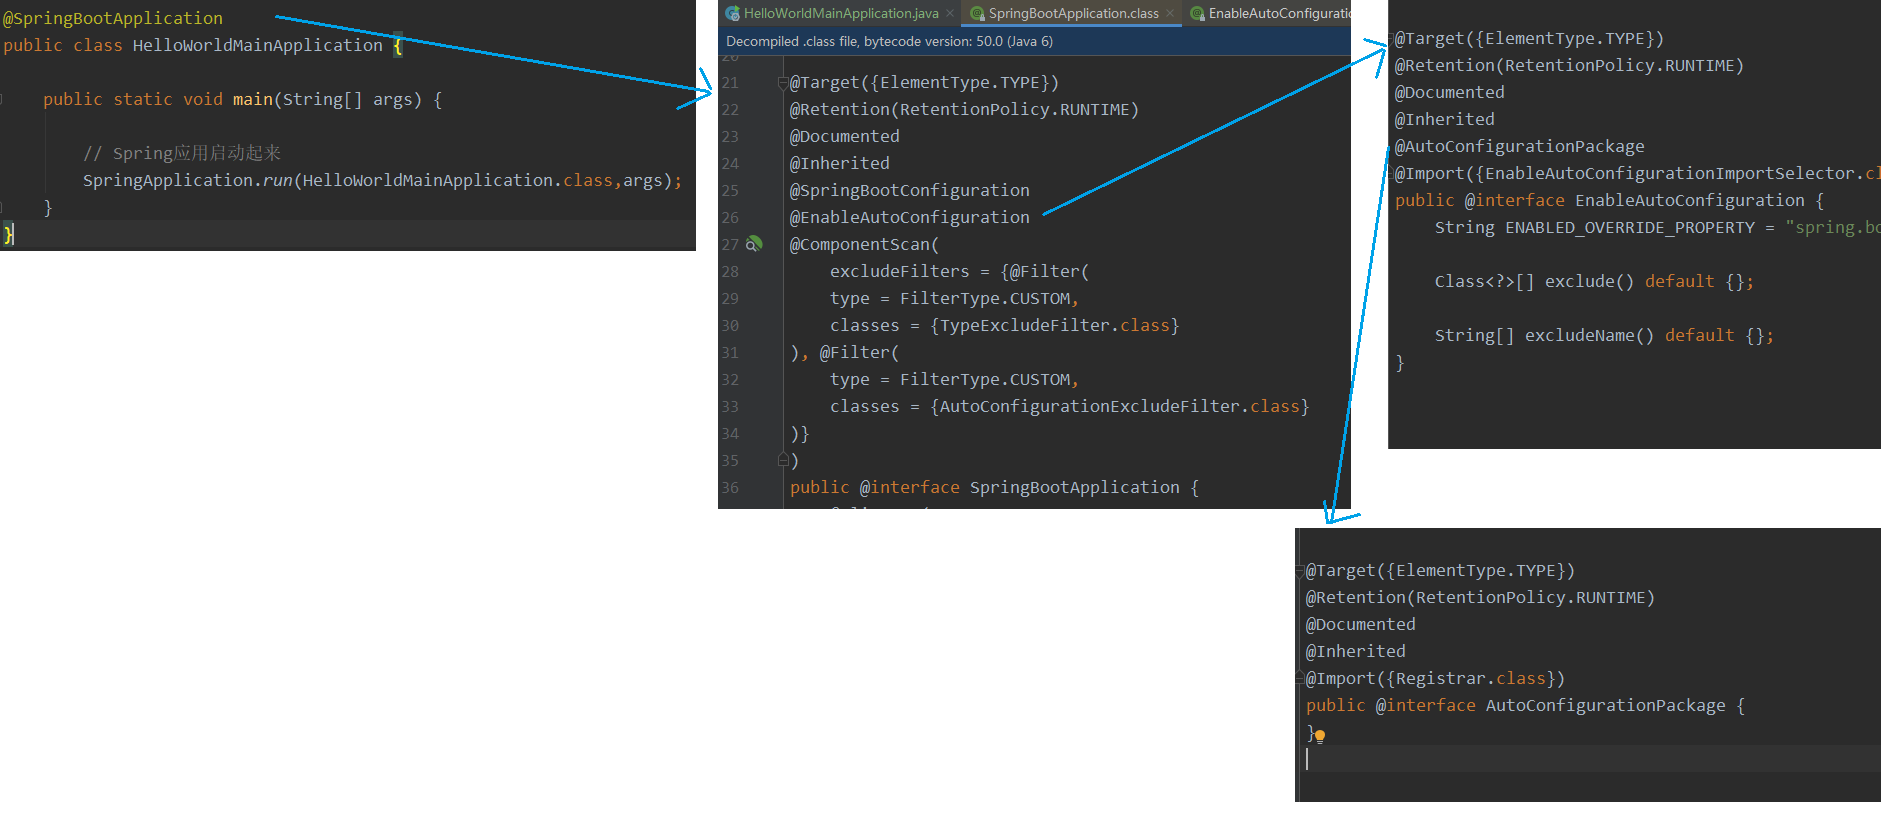 @SpringBootApplication
public class HelloWorldMainApplication {
public static void main(String[] args) {
// Spring应用启动起来
SpringApplication.run(HelloWorldMainApplication.class,args);
}
}
HelloWorldMainApplication.java × SpringBootApplication.class × EnableAutoConfiguratio
Decompiled .class file, bytecode version: 50.0 (Java 6)
21 @Target({ElementType.TYPE})
22 @Retention(RetentionPolicy.RUNTIME)
23 @Documented
24 @Inherited
25 @SpringBootConfiguration
26 @EnableAutoConfiguration
27 @ComponentScan(
28 excludeFilters = {@Filter(
29 type = FilterType.CUSTOM,
30 classes = {TypeExcludeFilter.class}
31 ), @Filter(
32 type = FilterType.CUSTOM,
33 classes = {AutoConfigurationExcludeFilter.class}
34 )}
35 )
36 public @interface SpringBootApplication {
@Target({ElementType.TYPE})
@Retention(RetentionPolicy.RUNTIME)
@Documented
@Inherited
@AutoConfigurationPackage
@Import({EnableAutoConfigurationImportSelector.cl
public @interface EnableAutoConfiguration {
String ENABLED_OVERRIDE_PROPERTY = "spring.bo
Class<?>[] exclude() default {};
String[] excludeName() default {};
}
@Target({ElementType.TYPE})
@Retention(RetentionPolicy.RUNTIME)
@Documented
@Inherited
@Import({Registrar.class})
public @interface AutoConfigurationPackage {
}